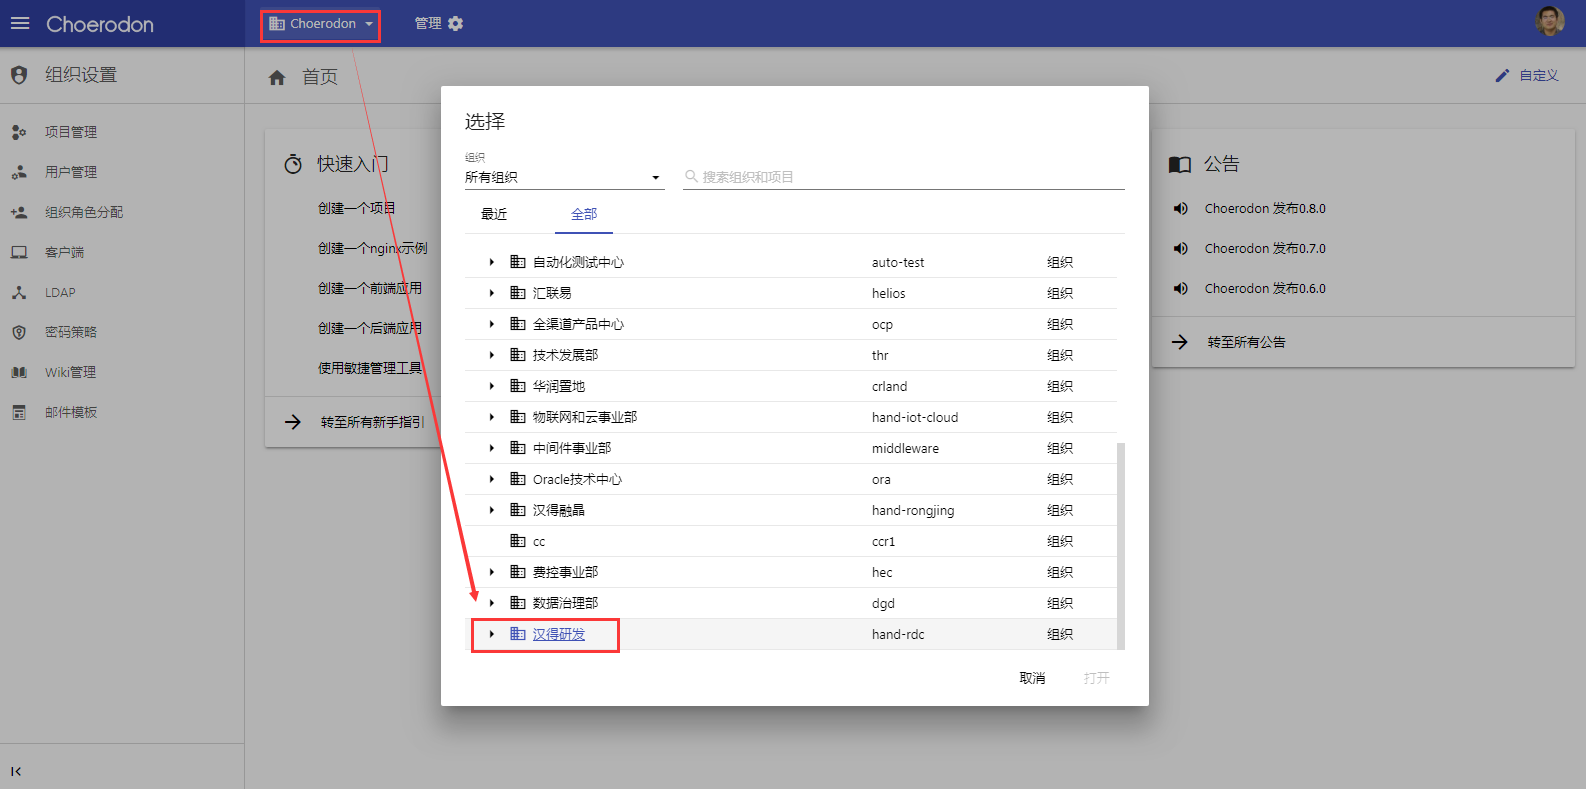 Choerodon
Choerodon
管理
组织设置
首页
自定义
项目管理
用户管理
组织角色分配
客户端
LDAP
密码策略
Wiki管理
邮件模板
快速入门
创建一个项目
创建一个nginx示例
创建一个前端应用
创建一个后端应用
使用敏捷管理工具
转至所有新手指引
选择
组织
所有组织
搜索组织和项目
最近
全部
自动化测试中心 auto-test 组织
汇联易 helios 组织
全渠道产品中心 ocp 组织
技术发展部 thr 组织
华润置地 crland 组织
物联网和云事业部 hand-iot-cloud 组织
中间件事业部 middleware 组织
Oracle技术中心 ora 组织
汉得融晶 hand-rongjing 组织
cc ccr1 组织
费控事业部 hec 组织
数据治理部 dgd 组织
汉得研发 hand-rdc 组织
取消
打开
公告
Choerodon 发布0.8.0
Choerodon 发布0.7.0
Choerodon 发布0.6.0
转至所有公告